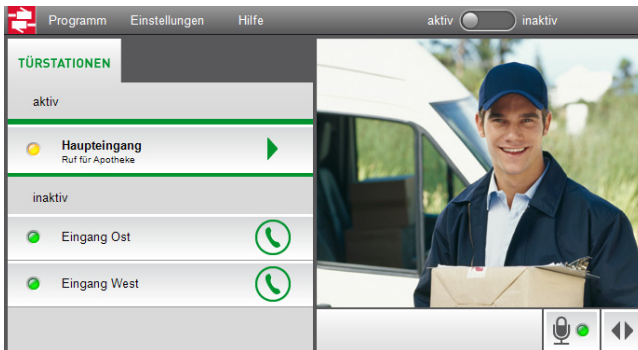 Programm Einstellungen Hilfe aktiv inaktiv
TÜRSTATIONEN
aktiv
Haupteingang
Ruf für Apotheke
inaktiv
Eingang Ost
Eingang West